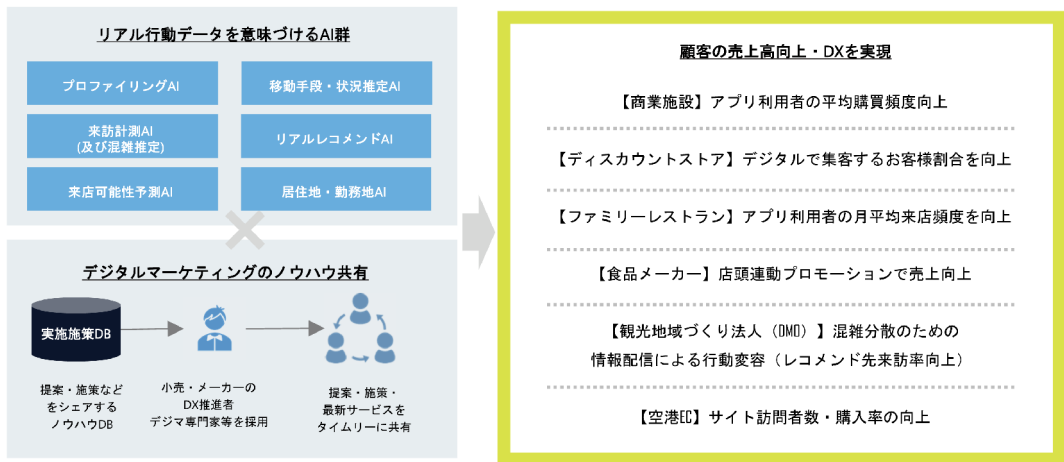 リアル行動データを意味づけるAI群
プロファイリングAI
移動手段・状況推定AI
来訪計測AI
(及び混雑推定)
リアルレコメンドAI
来店可能性予測AI
居住地・勤務地AI
デジタルマーケティングのノウハウ共有
実施施策DB
提案・施策など
をシェアする
ノウハウDB
小売・メーカーの
DX推進者
デジマ専門家等を採用
提案・施策・
最新サービスを
タイムリーに共有
顧客の売上高向上・DXを実現
【商業施設】アプリ利用者の平均購買頻度向上
【ディスカウントストア】デジタルで集客するお客様割合を向上
【ファミリーレストラン】アプリ利用者の月平均来店頻度を向上
【食品メーカー】店頭連動プロモーションで売上向上
【観光地域づくり法人（DMO）】混雑分散のための
情報配信による行動変容（レコメンド先来訪率向上）
【空港EC】サイト訪問者数・購入率の向上